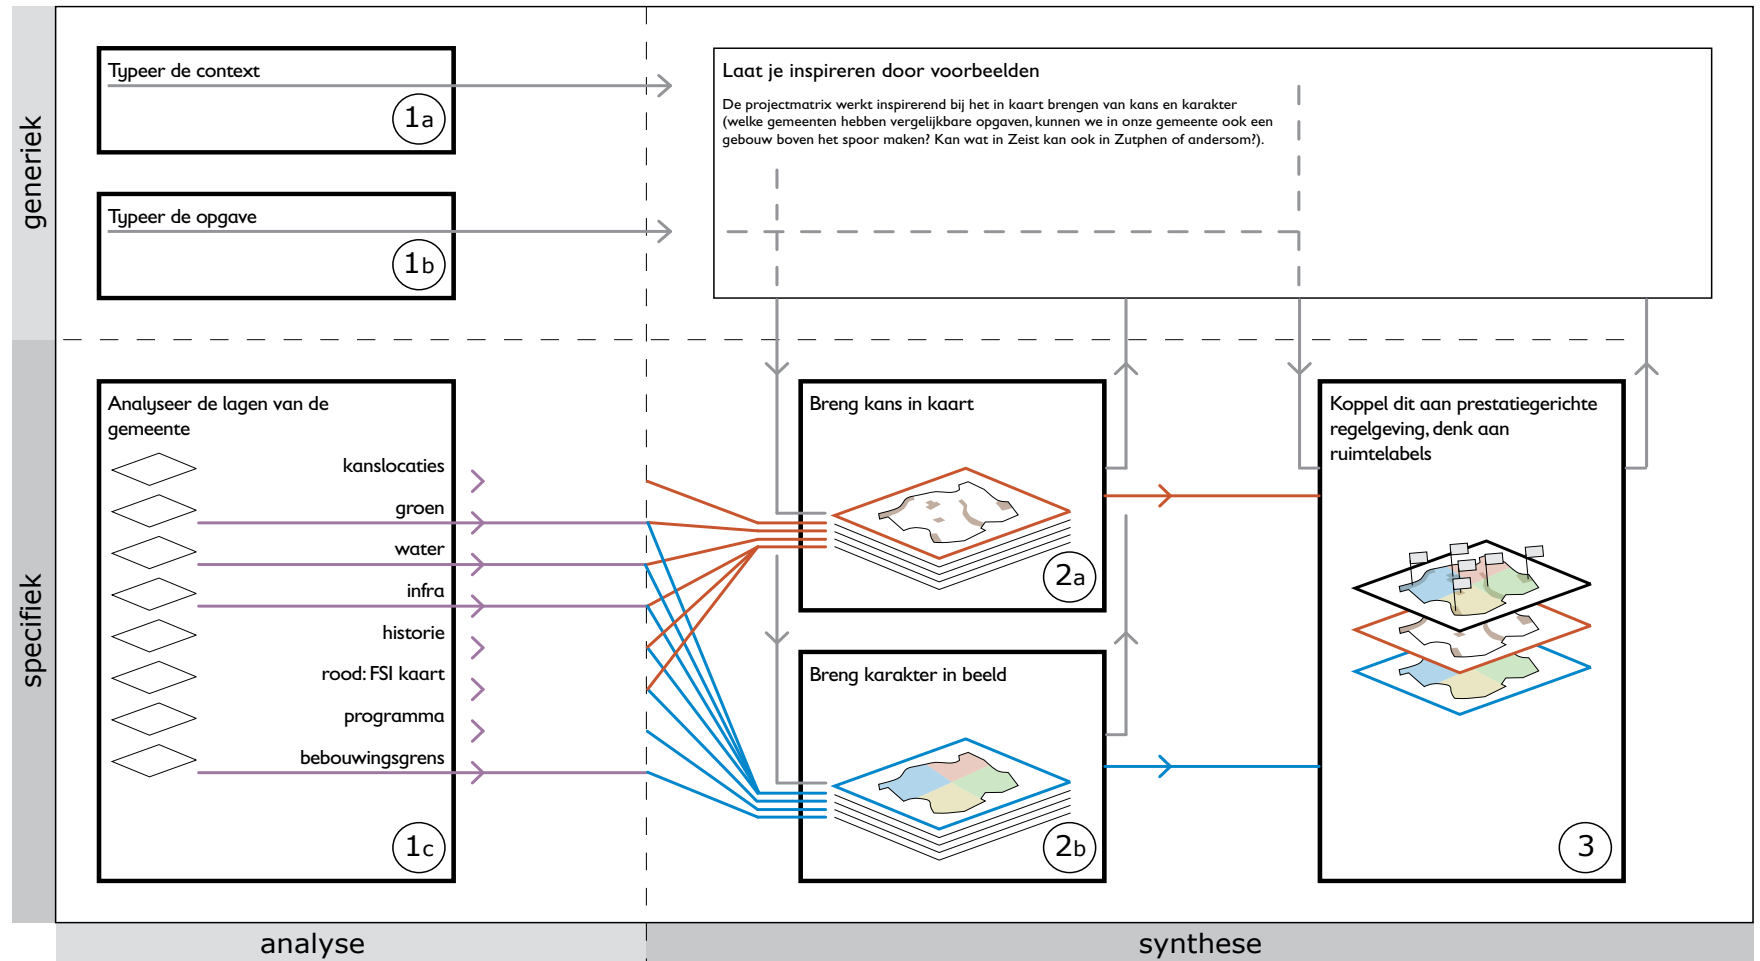 generiek
specifiek
Typeer de context
1a
Typeer de opgave
1b
Laat je inspireren door voorbeelden
De projectmatrix werkt inspirerend bij het in kaart brengen van kans en karakter
(welke gemeenten hebben vergelijkbare opgaven, kunnen we in onze gemeente ook een
gebouw boven het spoor maken? Kan wat in Zeist kan ook in Zutphen of andersom?).
Analyseer de lagen van de
gemeente
kanslocaties
groen
water
infra
historie
rood: FSI kaart
programma
bebouwingsgrens
1c
Breng kans in kaart
2a
Breng karakter in beeld
2b
Koppel dit aan prestatiegerichte
regelgeving, denk aan
ruimtelabels
3
analyse
synthese